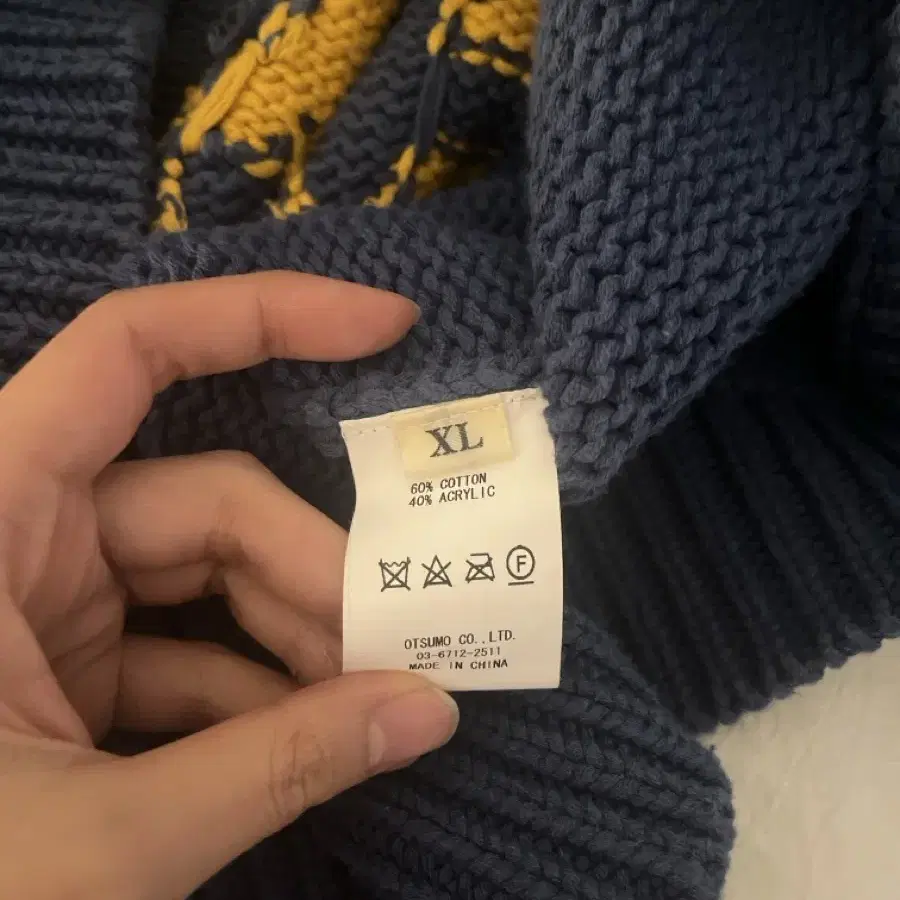 XL
60% COTTON
40% ACRYLIC
F
OTSUMO CO.,LTD.
03-6712-2511
MADE IN CHINA